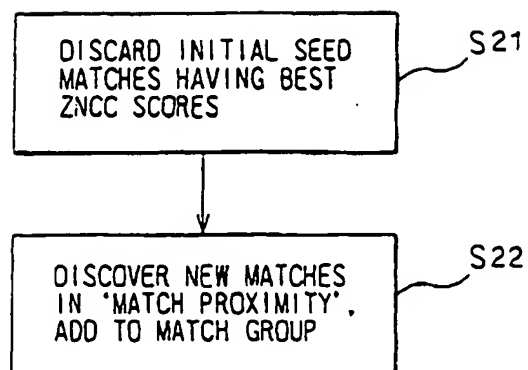 DISCARD INITIAL SEED
MATCHES HAVING BEST
ZNCC SCORES
S21
DISCOVER NEW MATCHES
IN 'MATCH PROXIMITY'.
ADD TO MATCH GROUP
S22